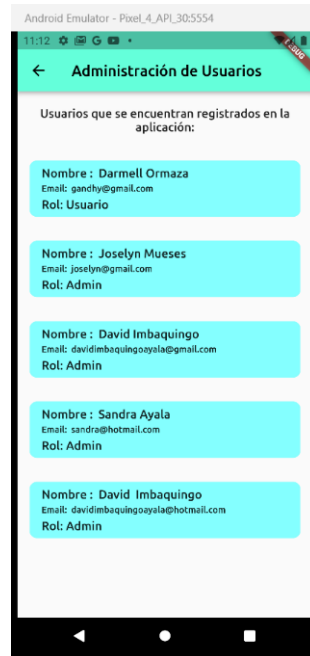 Android Emulator - Pixel_4_API_30:5554
11:12 G
DEBUG
Administración de Usuarios
Usuarios que se encuentran registrados en la
aplicación:
Nombre : Darmell Ormaza
Email: gandhy@gmail.com
Rol: Usuario
Nombre : Joselyn Mueses
Email: joselyn@gmail.com
Rol: Admin
Nombre : David Imbaquingo
Email: davidimbaquingoayala@gmail.com
Rol: Admin
Nombre : Sandra Ayala
Email: sandra@hotmail.com
Rol: Admin
Nombre : David Imbaquingo
Email: davidimbaquingoayala@hotmail.com
Rol: Admin